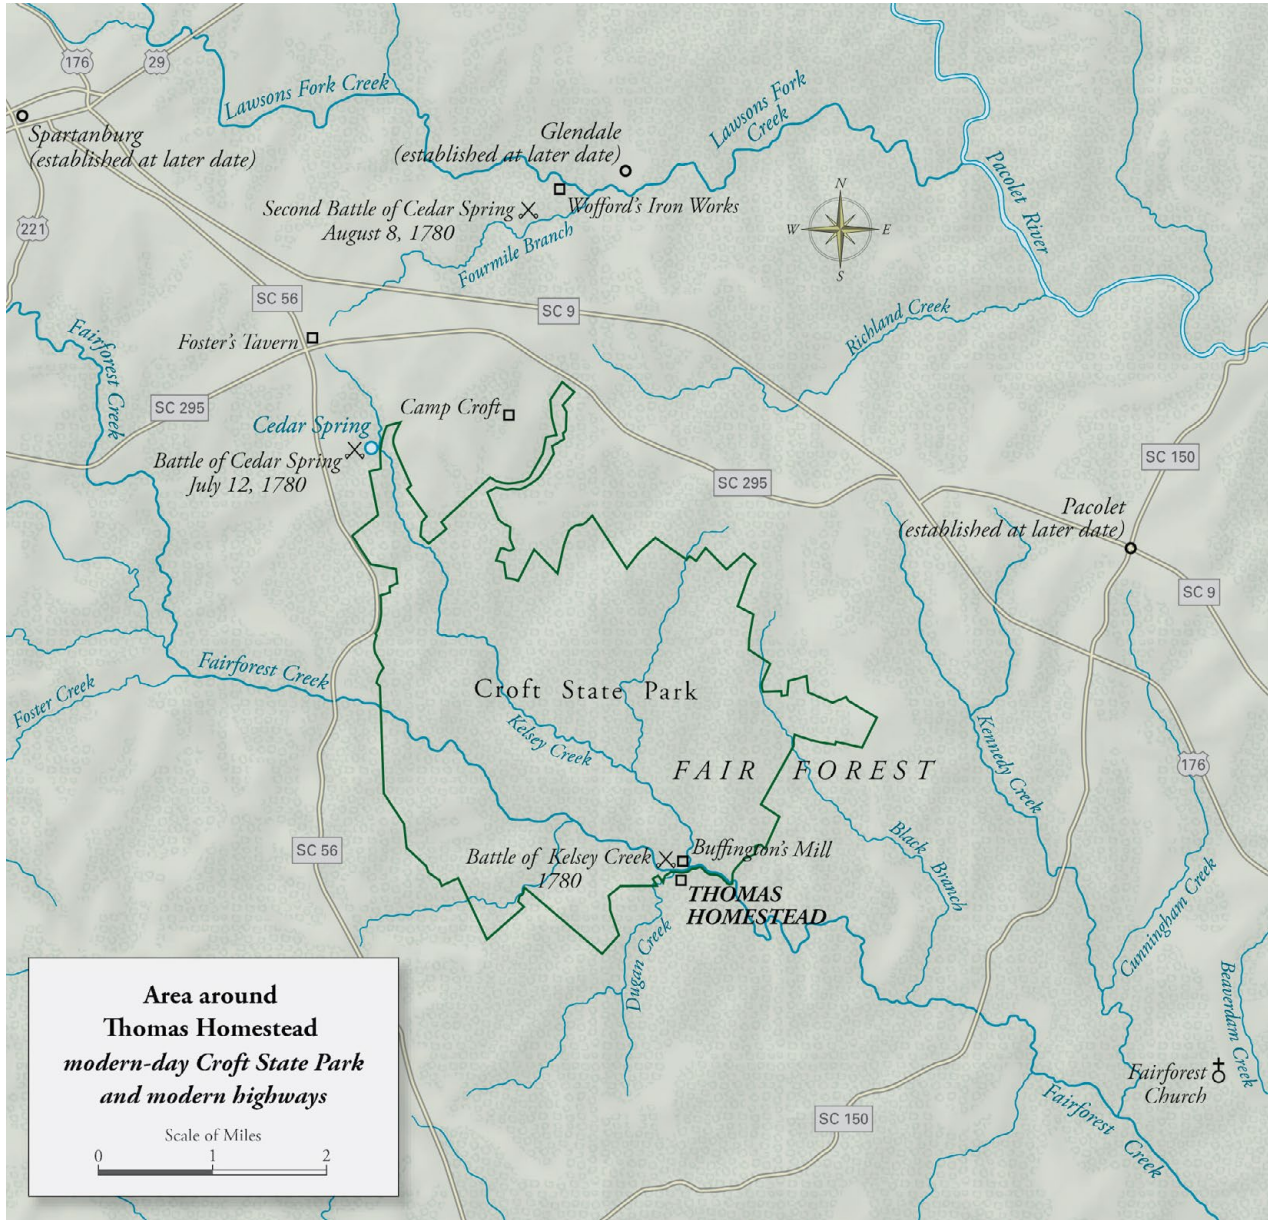 176
29
Lawsons Fork Creek
Spartanburg
(established at later date)
Glendale
(established at later date)
Lawsons Fork
Creek
Pacolet River
221
Second Battle of Cedar Spring
August 8, 1780
Wofford's Iron Works
Fourmile Branch
N
W
E
S
SC 56
SC 9
Richland Creek
Fairforest Creek
Foster's Tavern
SC 295
Camp Croft
Cedar Spring
Battle of Cedar Spring
July 12, 1780
SC 295
SC 150
Pacolet
(established at later date)
SC 9
Fairforest Creek
Foster Creek
Croft State Park
Kelsey Creek
Kennedy Creek
FAIR FOREST
176
SC 56
Battle of Kelsey Creek
1780
Buffington's Mill
Black Branch
THOMAS
HOMESTEAD
Dugan Creek
Cunningham Creek
Beaverdam Creek
Fairforest
Church
Fairforest Creek
SC 150
Area around
Thomas Homestead
modern-day Croft State Park
and modern highways
Scale of Miles
0 1 2